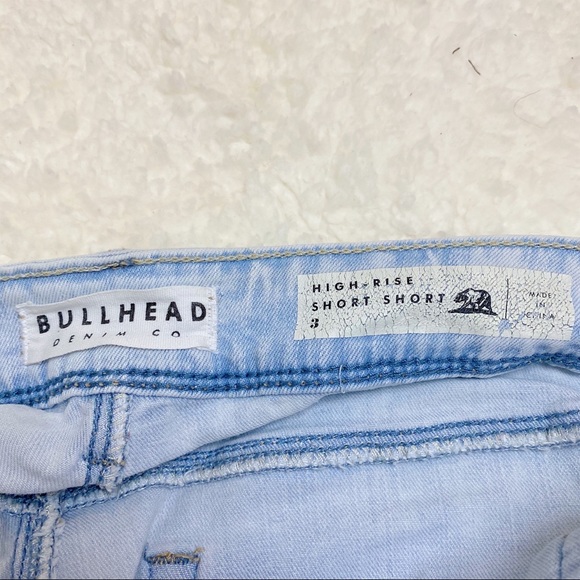 BULLHEAD
DENIM CO
HIGH-RISE
SHORT SHORT
3
MADE
IN
CHINA